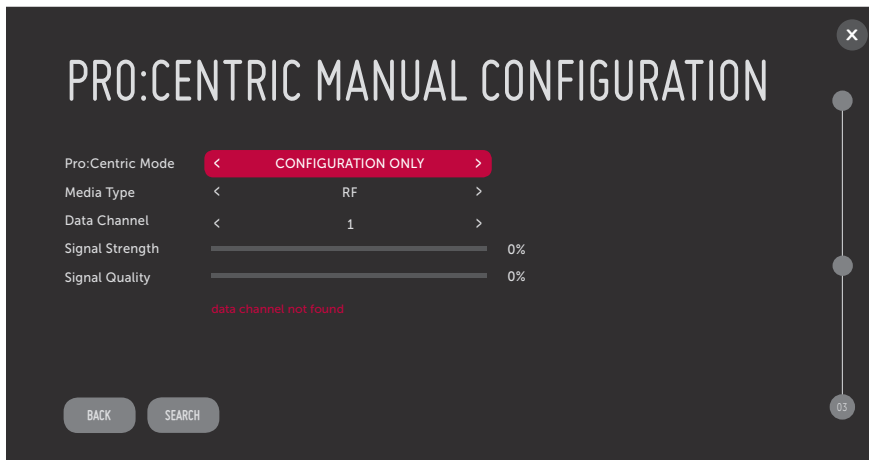 PRO:CENTRIC MANUAL CONFIGURATION
Pro:Centric Mode < CONFIGURATION ONLY >
Media Type < RF >
Data Channel < 1 >
Signal Strength 0%
Signal Quality 0%
data channel not found
BACK SEARCH
03